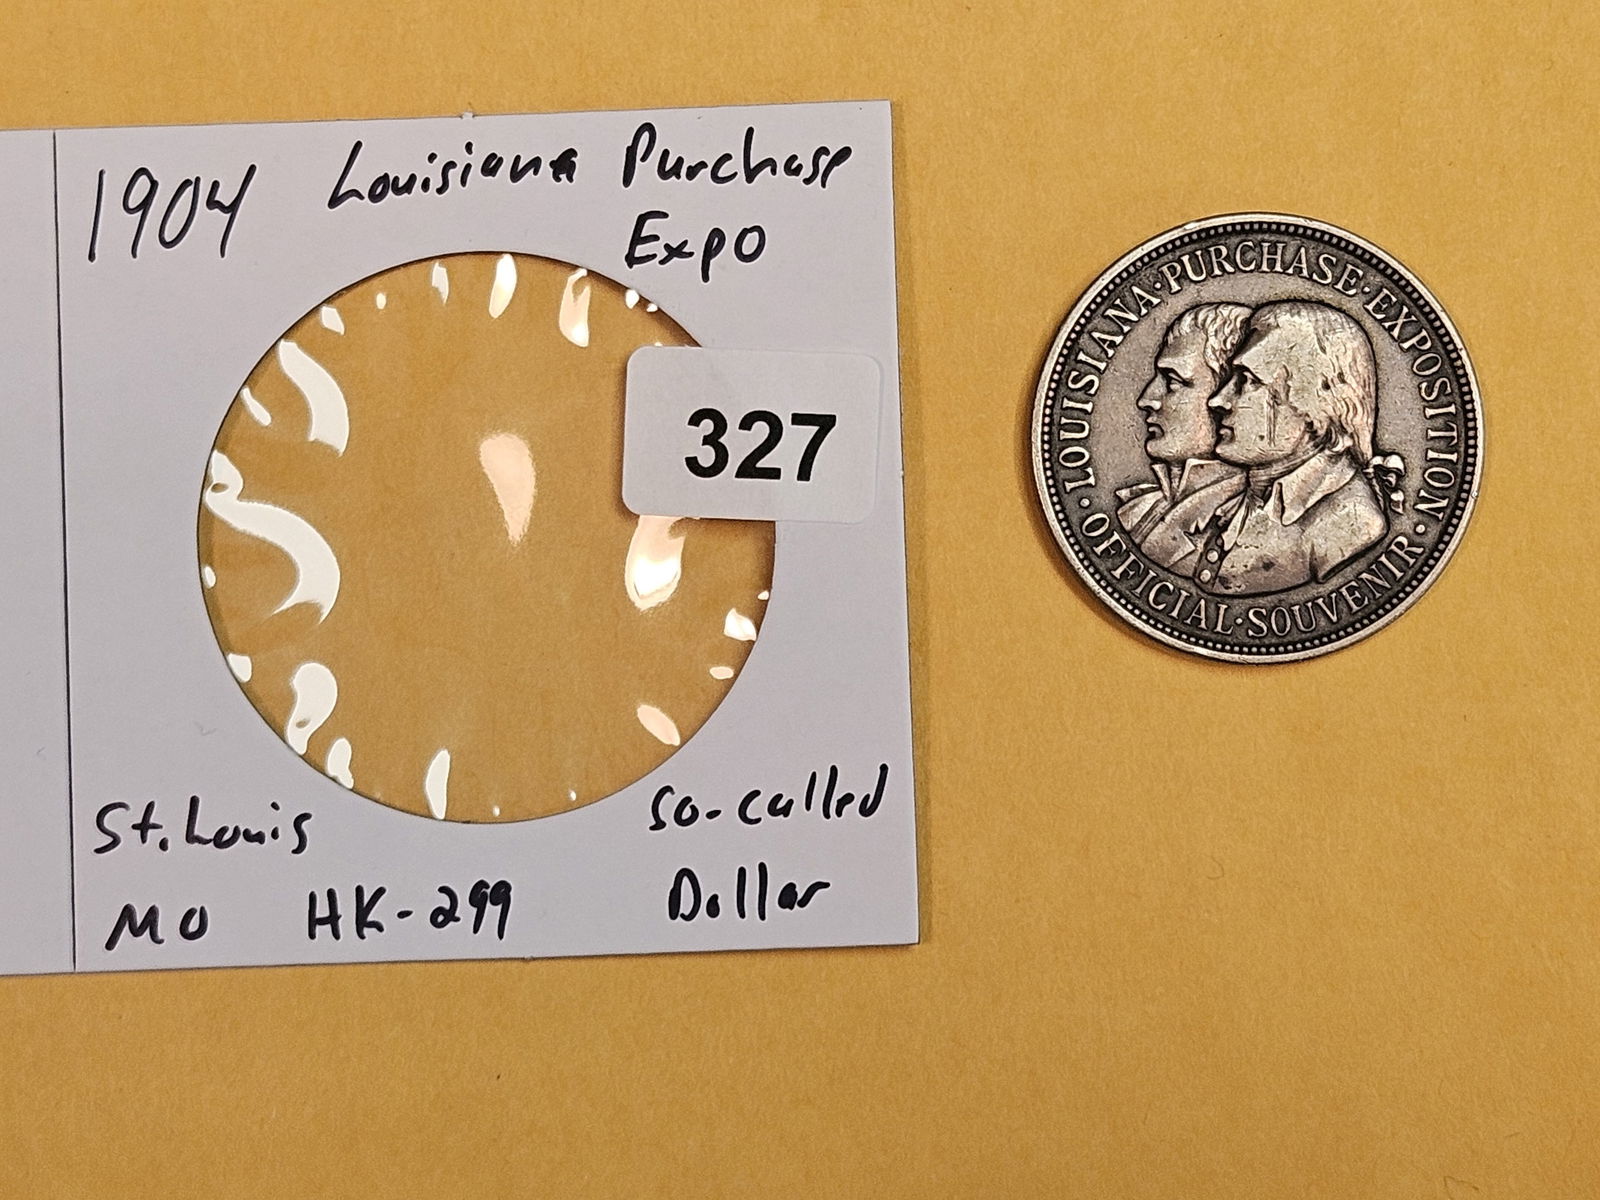 1904 Louisiana Purchase
Expo
327
St. Louis
MO HK-299
so-called
Dollar
LOUISIANA·PURCHASE·EXPOSITION·
OFFICIAL·SOUVENIR·